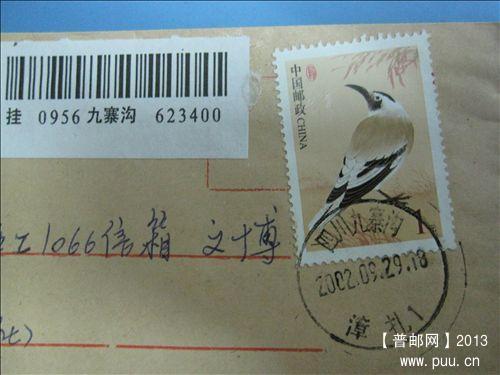 挂 0956 九寨沟 623400
中国邮政 CHINA
1066信箱 文博
四川九寨沟
2002.09.29.18
漳扎1
【普邮网】2013
www.puu.cn